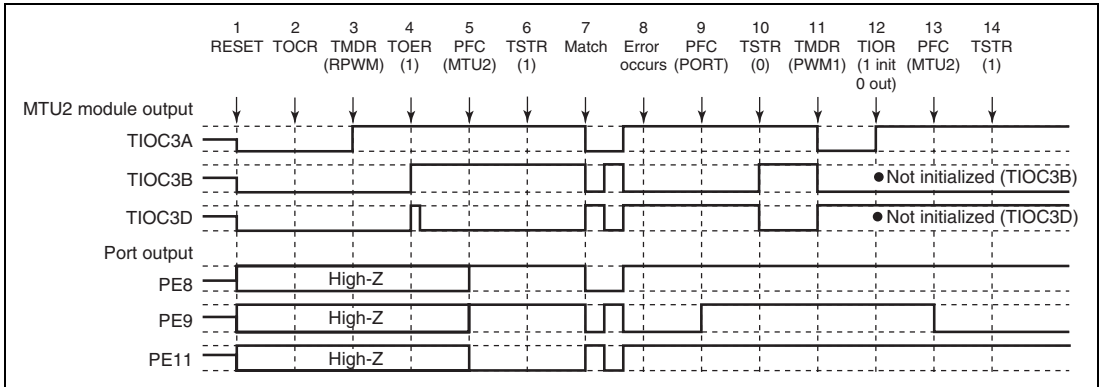 1 2 3 4 5 6 7 8 9 10 11 12 13 14
RESET TOCR TMDR TOER PFC TSTR Match Error PFC TSTR TMDR TIOR PFC TSTR
(RPWM) (1) (MTU2) (1) occurs (PORT) (0) (PWM1) (1 init (MTU2) (1)
0 out)
MTU2 module output
TIOC3A
TIOC3B
●Not initialized (TIOC3B)
TIOC3D
●Not initialized (TIOC3D)
Port output
PE8
High-Z
PE9
High-Z
PE11
High-Z